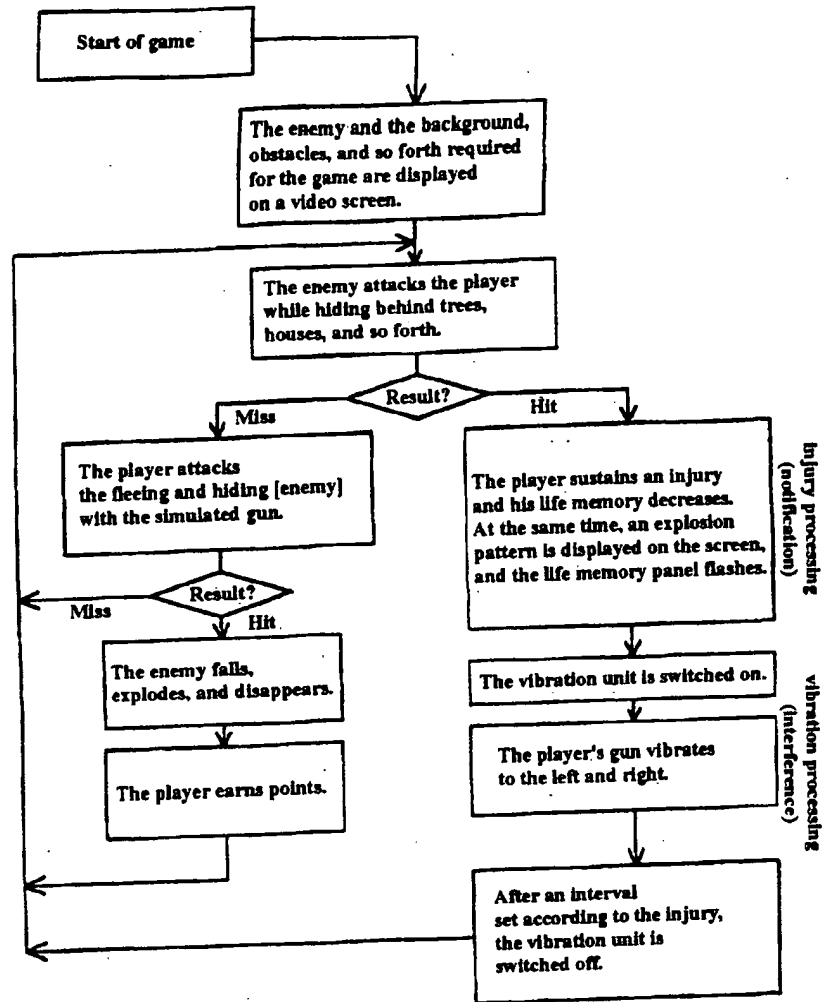 Start of game
The enemy and the background,
obstacles, and so forth required
for the game are displayed
on a video screen.
The enemy attacks the player
while hiding behind trees,
houses, and so forth.
Result?
Miss
Hit
The player attacks
the fleeing and hiding [enemy]
with the simulated gun.
The player sustains an injury
and his life memory decreases.
At the same time, an explosion
pattern is displayed on the screen,
and the life memory panel flashes.
injury processing
(notification)
Result?
Miss
Hit
The enemy falls,
explodes, and disappears.
The vibration unit is switched on.
The player earns points.
The player's gun vibrates
to the left and right.
vibration processing
(interference)
After an interval
set according to the injury,
the vibration unit is
switched off.